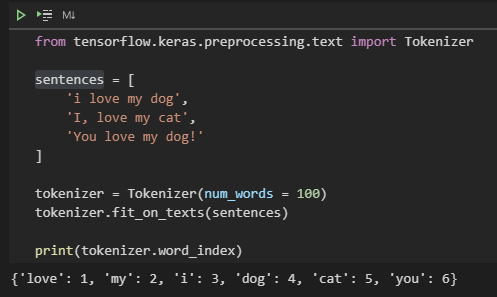 M↓
from tensorflow.keras.preprocessing.text import Tokenizer
sentences = [
    'i love my dog',
    'I, love my cat',
    'You love my dog!'
]
tokenizer = Tokenizer(num_words = 100)
tokenizer.fit_on_texts(sentences)
print(tokenizer.word_index)
{'love': 1, 'my': 2, 'i': 3, 'dog': 4, 'cat': 5, 'you': 6}